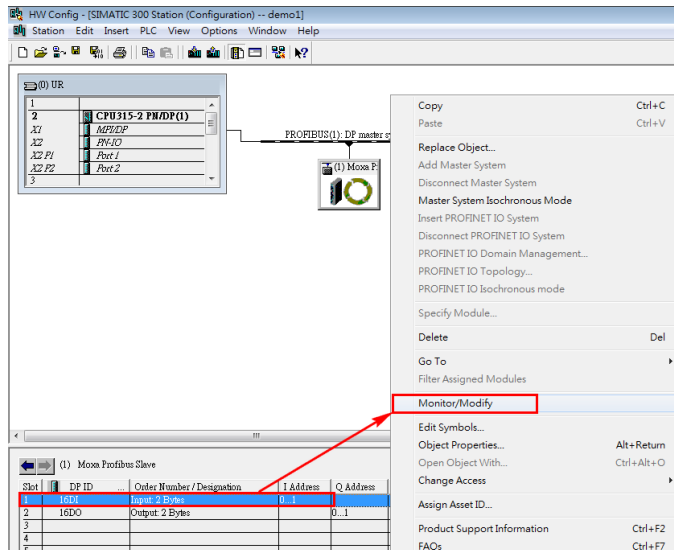 HW Config - [SIMATIC 300 Station (Configuration) -- demo1]
Station Edit Insert PLC View Options Window Help
(0) UR
1
2 CPU315-2 PN/DP(1)
X1 MPI/DP
X2 PN-IO
X2 P1 Port 1
X2 P2 Port 2
3
PROFIBUS(1): DP master sy
(1) Moxa P:
Copy Ctrl+C
Paste Ctrl+V
Replace Object...
Add Master System
Disconnect Master System
Master System Isochronous Mode
Insert PROFINET IO System
Disconnect PROFINET IO System
PROFINET IO Domain Management...
PROFINET IO Topology...
PROFINET IO Isochronous mode
Specify Module...
Delete Del
Go To
Filter Assigned Modules
Monitor/Modify
Edit Symbols...
Object Properties... Alt+Return
Open Object With... Ctrl+Alt+O
Change Access
Assign Asset ID...
Product Support Information Ctrl+F2
FAQs Ctrl+F7
(1) Moxa Profibus Slave
Slot DP ID ... Order Number / Designation I Address Q Address
1 16DI Input: 2 Bytes 0...1
2 16DO Output: 2 Bytes 0...1
3
4